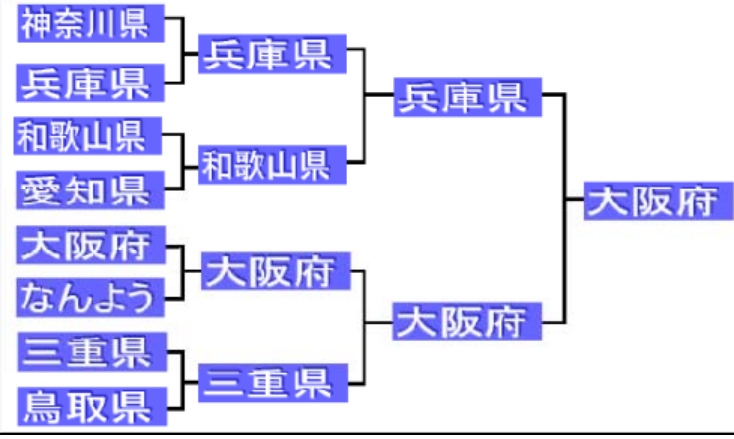 神奈川県
兵庫県
和歌山県
愛知県
大阪府
なんよう
三重県
鳥取県
兵庫県
和歌山県
大阪府
三重県
兵庫県
大阪府
大阪府